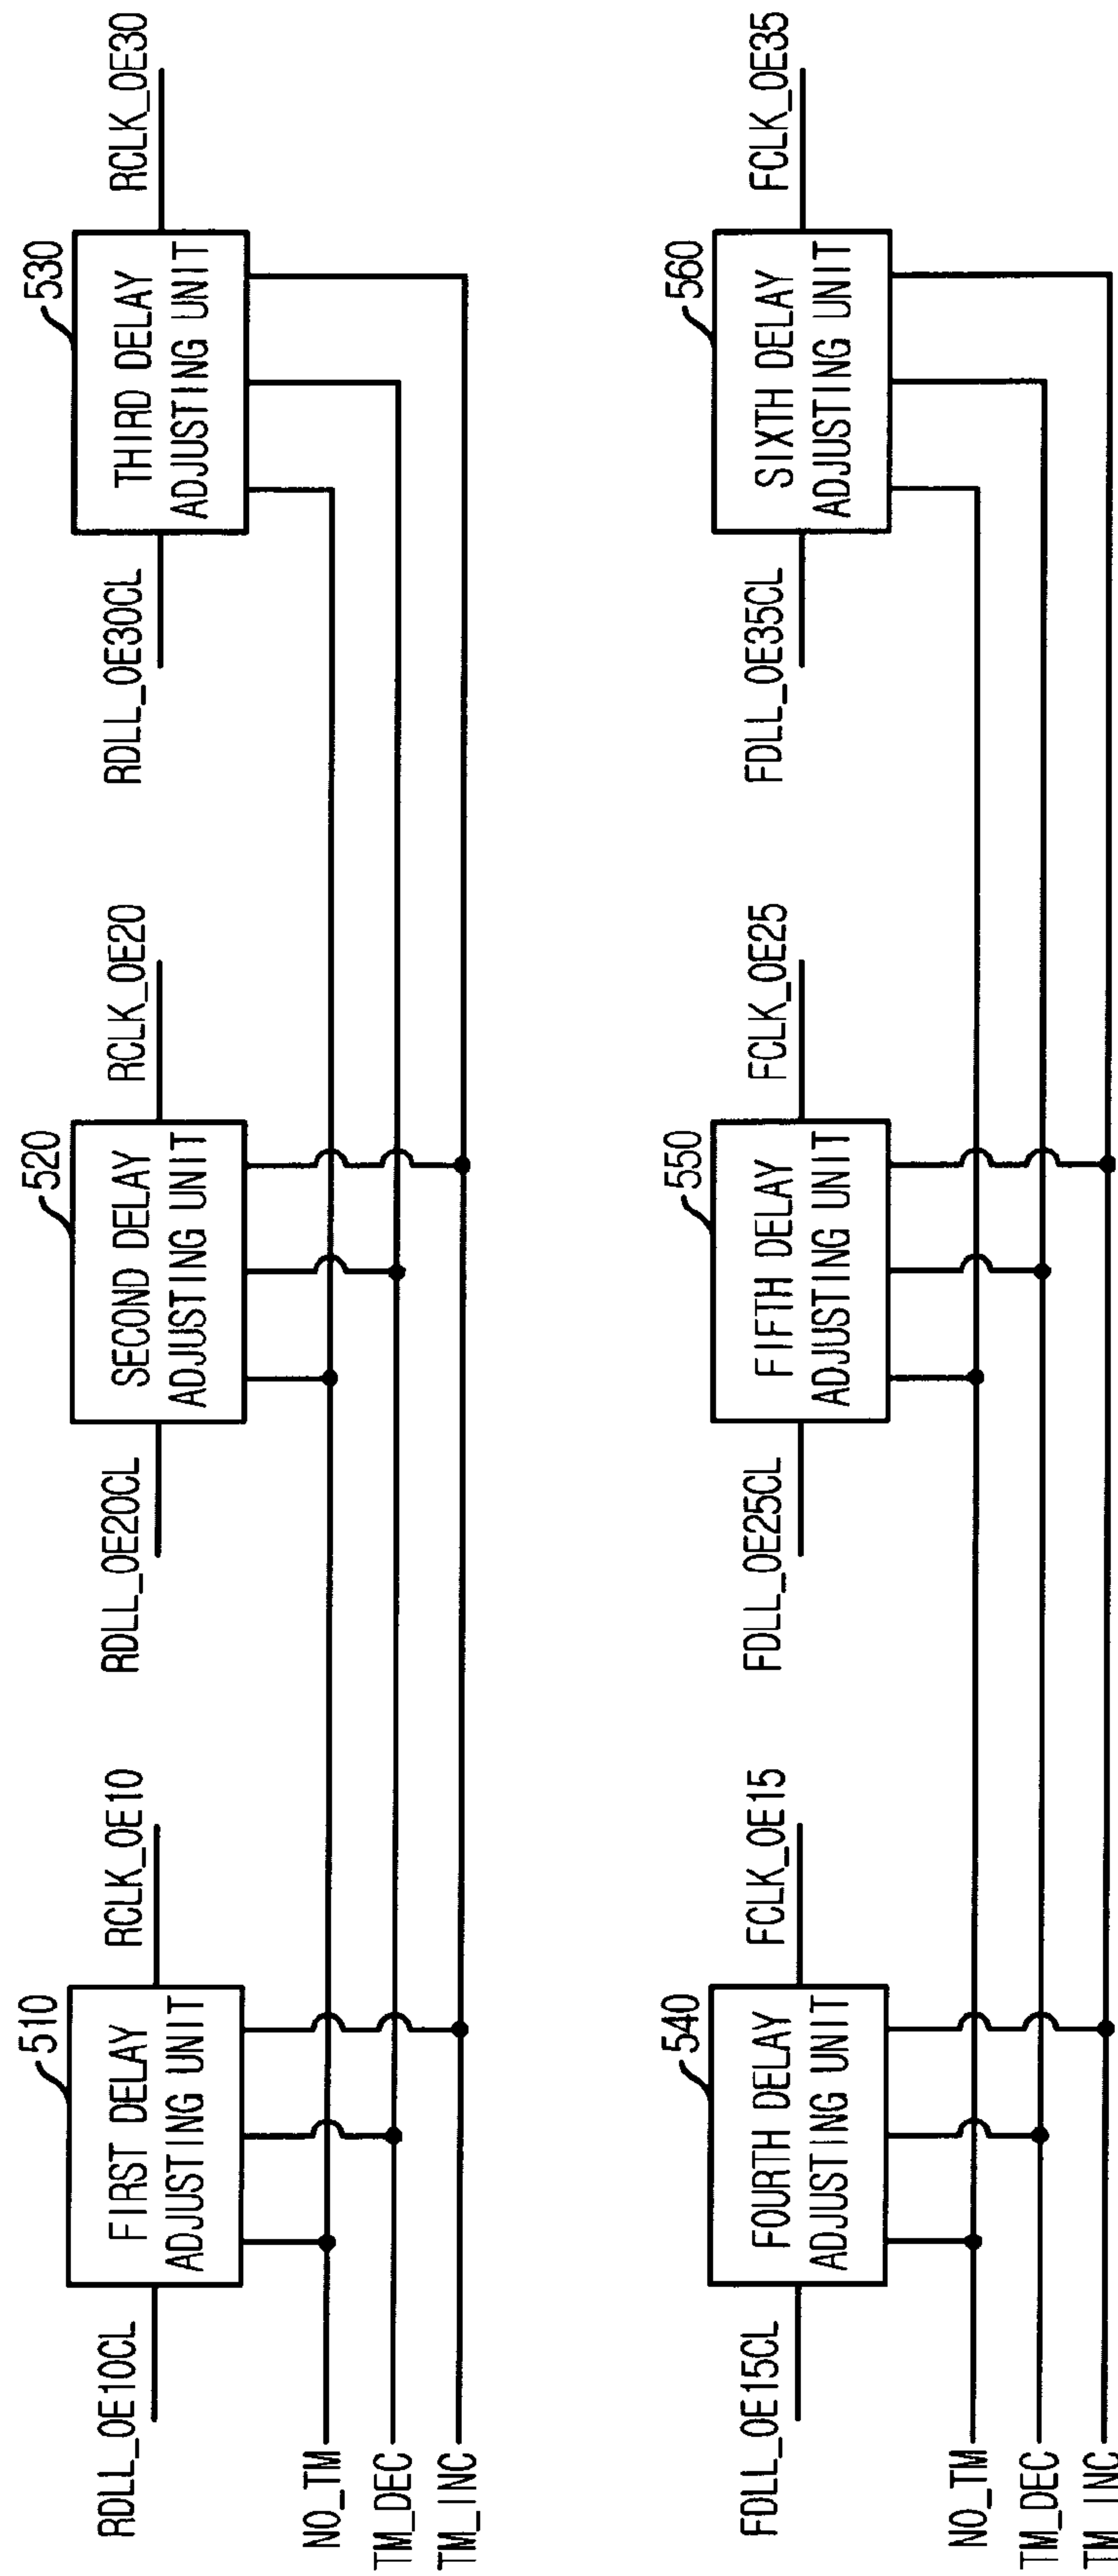 510
RDLL_OE10CL
FIRST DELAY
ADJUSTING UNIT
RCLK_OE10
520
RDLL_OE20CL
SECOND DELAY
ADJUSTING UNIT
RCLK_OE20
530
RDLL_OE30CL
THIRD DELAY
ADJUSTING UNIT
RCLK_OE30
NO_TM
TM_DEC
TM_INC
540
FDLL_OE15CL
FOURTH DELAY
ADJUSTING UNIT
FCLK_OE15
550
FDLL_OE25CL
FIFTH DELAY
ADJUSTING UNIT
FCLK_OE25
560
FDLL_OE35CL
SIXTH DELAY
ADJUSTING UNIT
FCLK_OE35
NO_TM
TM_DEC
TM_INC